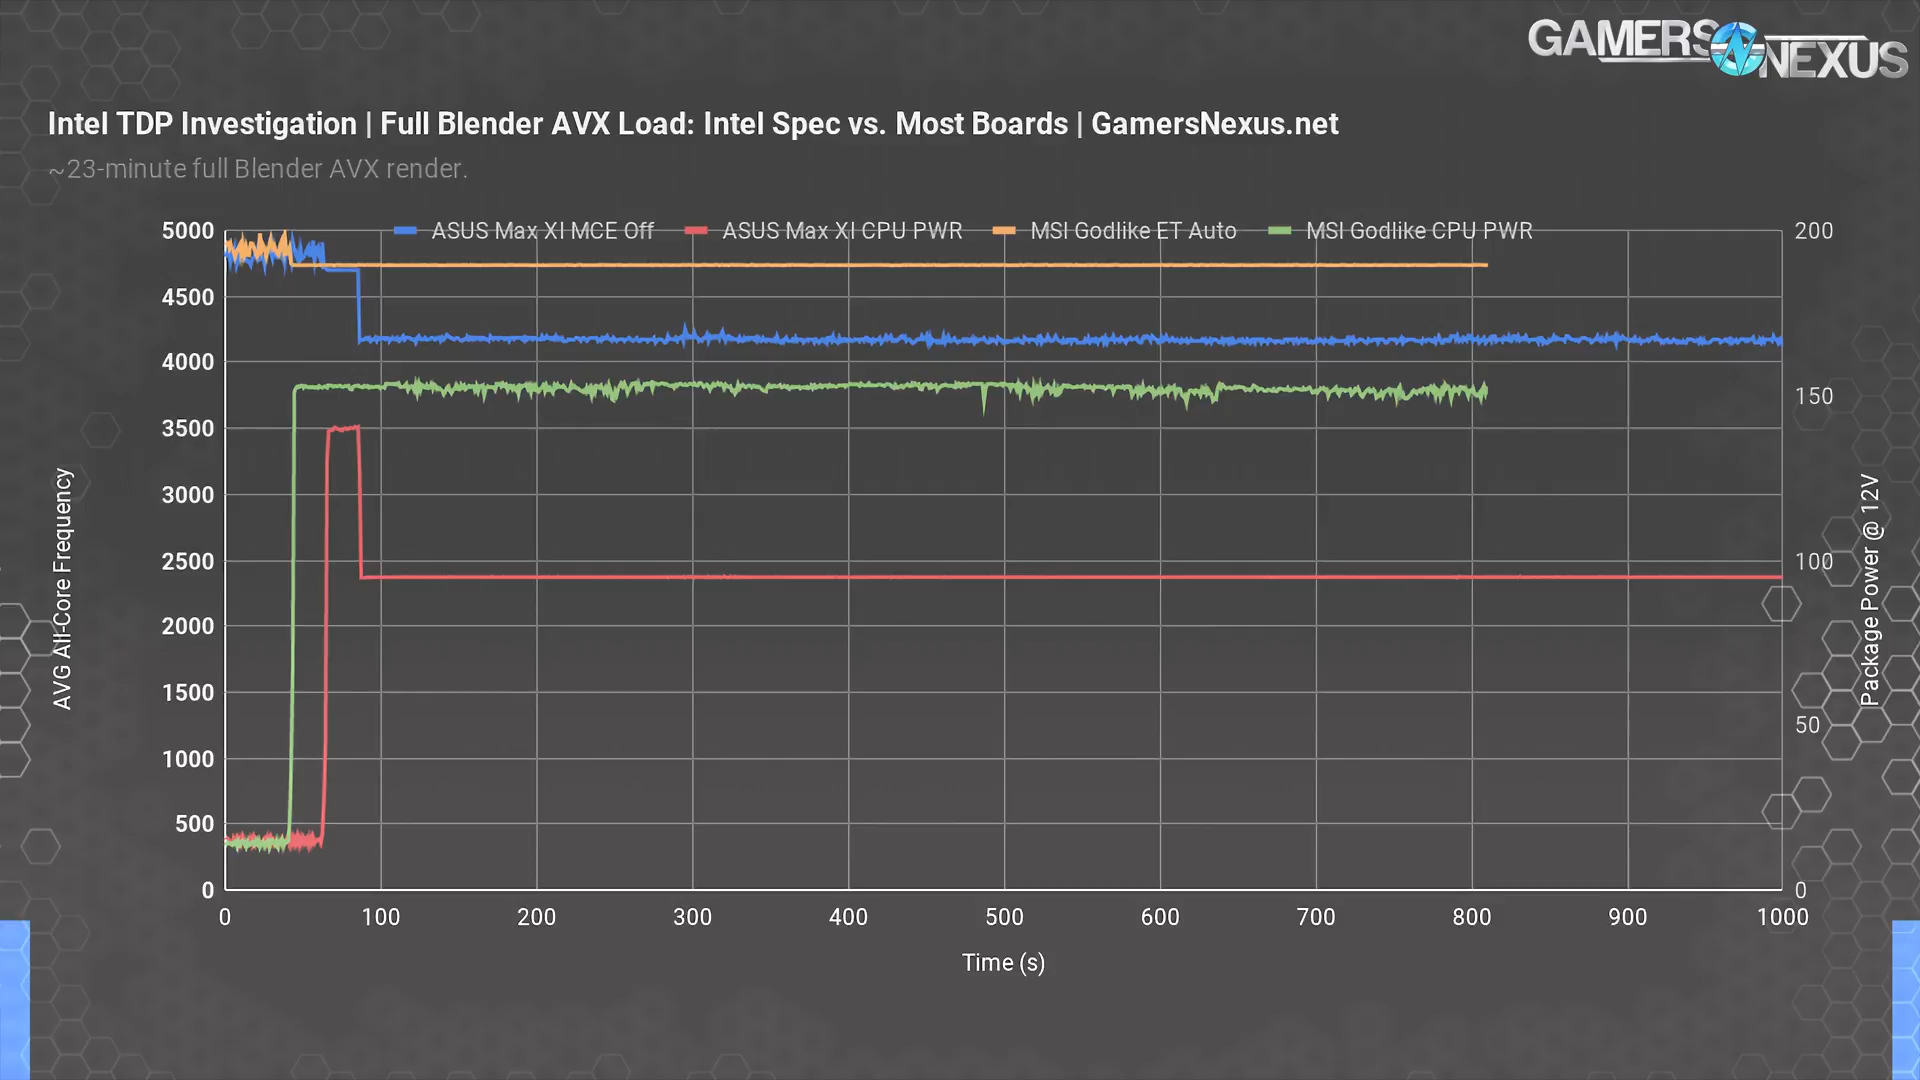 GAMERS NEXUS
Intel TDP Investigation | Full Blender AVX Load: Intel Spec vs. Most Boards | GamersNexus.net
~23-minute full Blender AVX render.
ASUS Max XI MCE Off
ASUS Max XI CPU PWR
MSI Godlike ET Auto
MSI Godlike CPU PWR
5000
4500
4000
3500
3000
2500
2000
1500
1000
500
0
AVG All-Core Frequency
200
150
100
50
0
Package Power @ 12V
0
100
200
300
400
500
600
700
800
900
1000
Time (s)